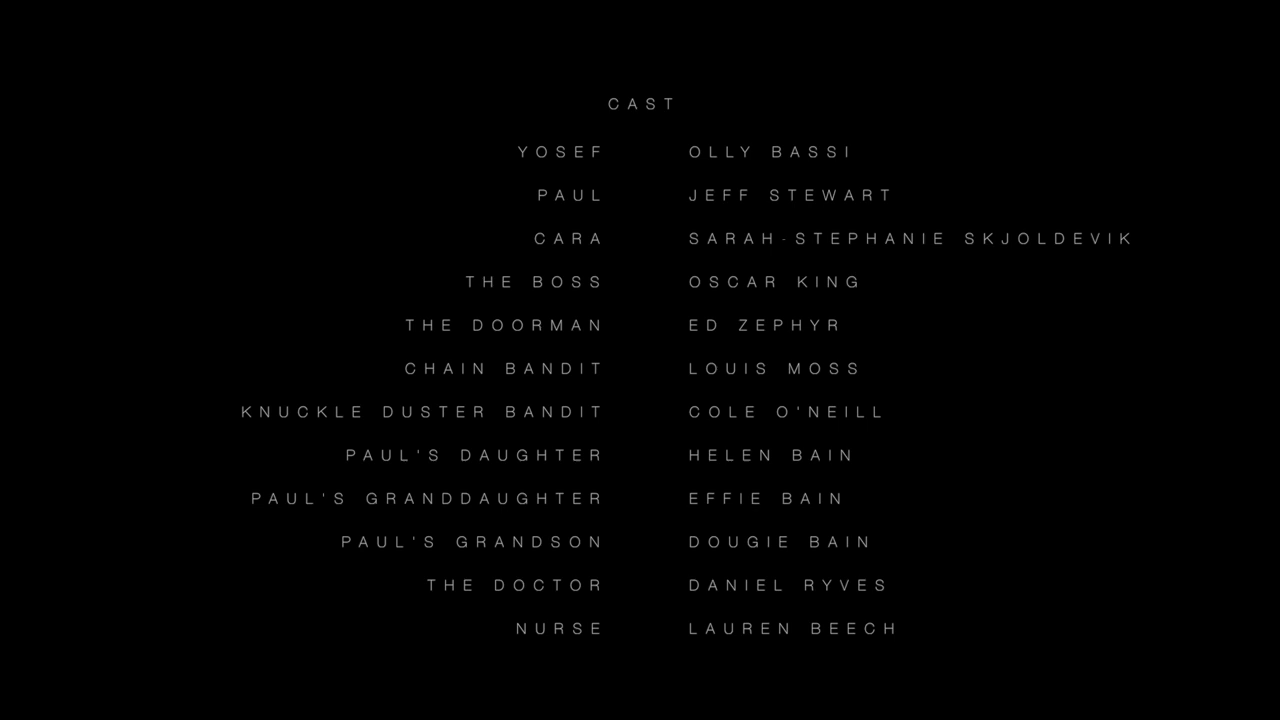 CAST
YOSEF OLLY BASSI
PAUL JEFF STEWART
CARA SARAH-STEPHANIE SKJOLDEVIK
THE BOSS OSCAR KING
THE DOORMAN ED ZEPHYR
CHAIN BANDIT LOUIS MOSS
KNUCKLE DUSTER BANDIT COLE O'NEILL
PAUL'S DAUGHTER HELEN BAIN
PAUL'S GRANDDAUGHTER EFFIE BAIN
PAUL'S GRANDSON DOUGIE BAIN
THE DOCTOR DANIEL RYVES
NURSE LAUREN BEECH